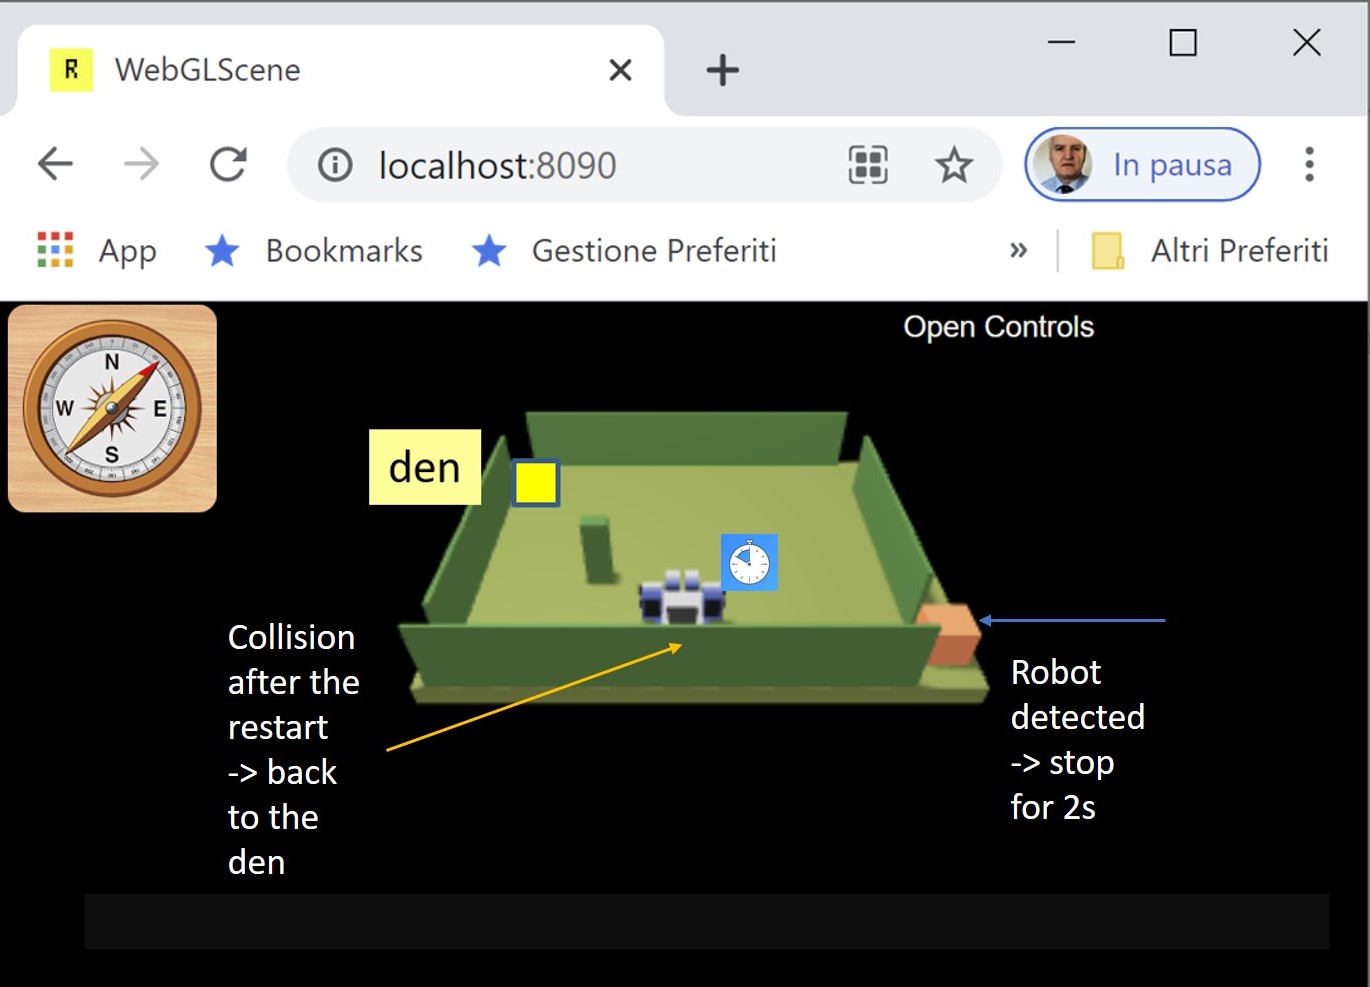 R WebGLScene
localhost:8090
In pausa
App Bookmarks Gestione Preferiti » Altri Preferiti
Open Controls
N
W E
S
den
Collision
after the
restart
-> back
to the
den
Robot
detected
-> stop
for 2s